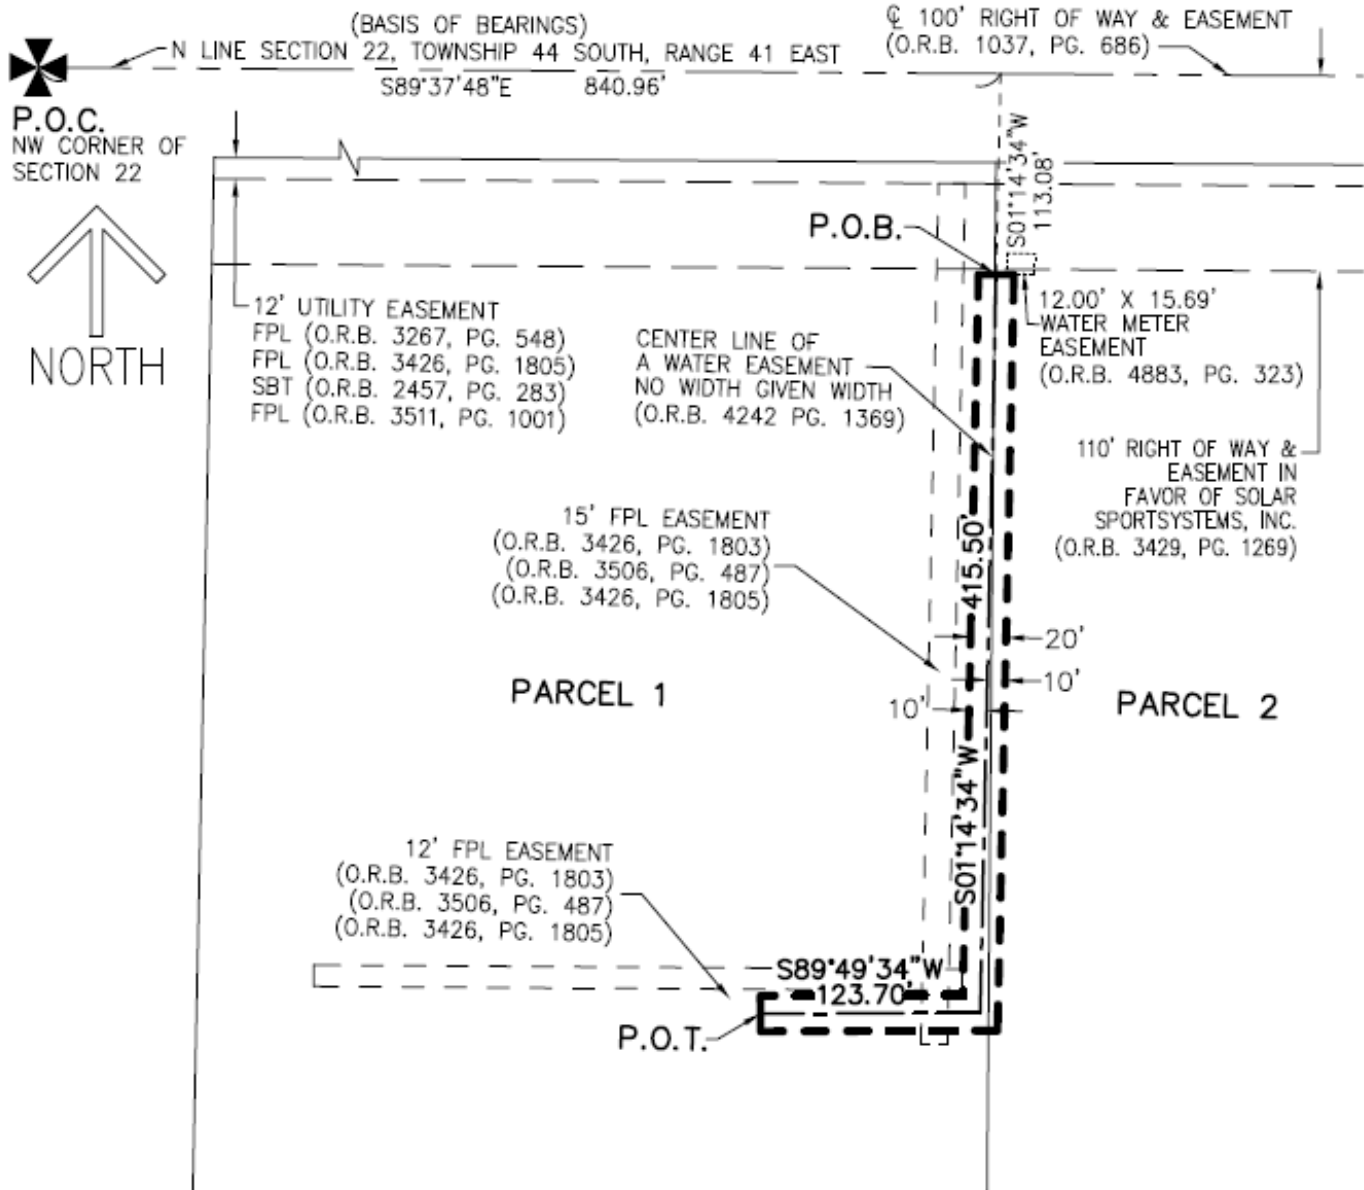 (BASIS OF BEARINGS)
N LINE SECTION 22, TOWNSHIP 44 SOUTH, RANGE 41 EAST
S89°37'48"E 840.96'
℄ 100' RIGHT OF WAY & EASEMENT
(O.R.B. 1037, PG. 686)
P.O.C.
NW CORNER OF
SECTION 22
NORTH
S01°14'34"W
113.08'
P.O.B.
12' UTILITY EASEMENT
FPL (O.R.B. 3267, PG. 548)
FPL (O.R.B. 3426, PG. 1805)
SBT (O.R.B. 2457, PG. 283)
FPL (O.R.B. 3511, PG. 1001)
CENTER LINE OF
A WATER EASEMENT
NO WIDTH GIVEN WIDTH
(O.R.B. 4242 PG. 1369)
12.00' X 15.69'
WATER METER
EASEMENT
(O.R.B. 4883, PG. 323)
110' RIGHT OF WAY &
EASEMENT IN
FAVOR OF SOLAR
SPORTSYSTEMS, INC.
(O.R.B. 3429, PG. 1269)
15' FPL EASEMENT
(O.R.B. 3426, PG. 1803)
(O.R.B. 3506, PG. 487)
(O.R.B. 3426, PG. 1805)
415.50'
20'
10'
10'
PARCEL 1
PARCEL 2
S01°14'34"W
12' FPL EASEMENT
(O.R.B. 3426, PG. 1803)
(O.R.B. 3506, PG. 487)
(O.R.B. 3426, PG. 1805)
S89°49'34"W
123.70'
P.O.T.